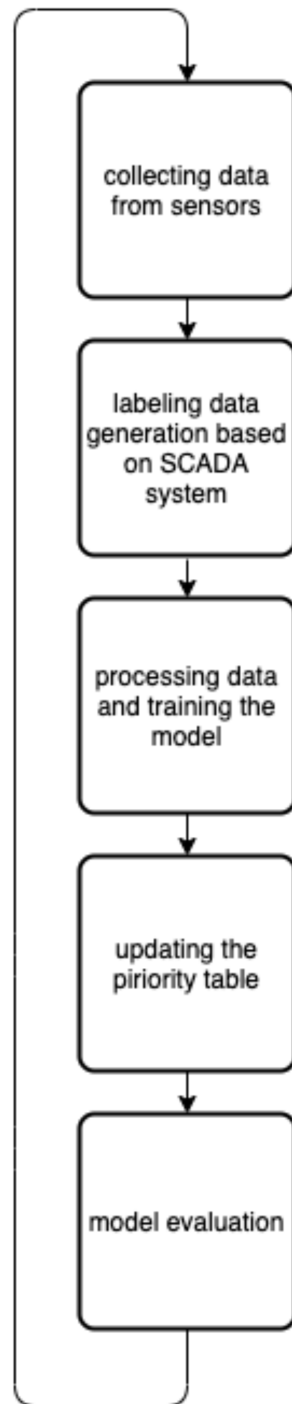 collecting data
from sensors
labeling data
generation based
on SCADA
system
processing data
and training the
model
updating the
piriority table
model evaluation